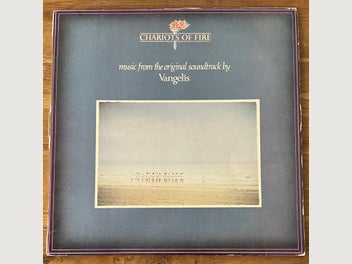 CHARIOTS OF FIRE
music from the original soundtrack by
Vangelis